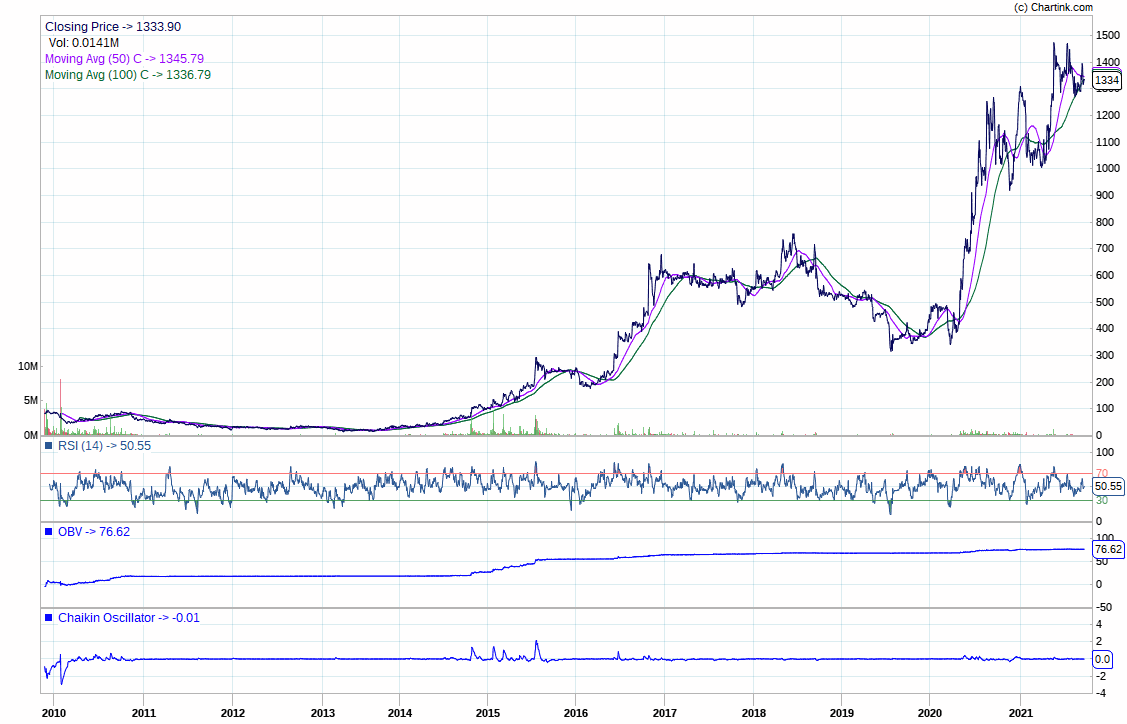 (c) Chartink.com
Closing Price -> 1333.90
Vol: 0.0141M
Moving Avg (50) C -> 1345.79
Moving Avg (100) C -> 1336.79
1500
1400
1334
1300
1200
1100
1000
900
800
700
600
500
400
300
200
100
0
10M
5M
0M
RSI (14) -> 50.55
100
70
50.55
30
0
OBV -> 76.62
100
76.62
50
0
-50
Chaikin Oscillator -> -0.01
4
2
0.0
-2
-4
2010 2011 2012 2013 2014 2015 2016 2017 2018 2019 2020 2021